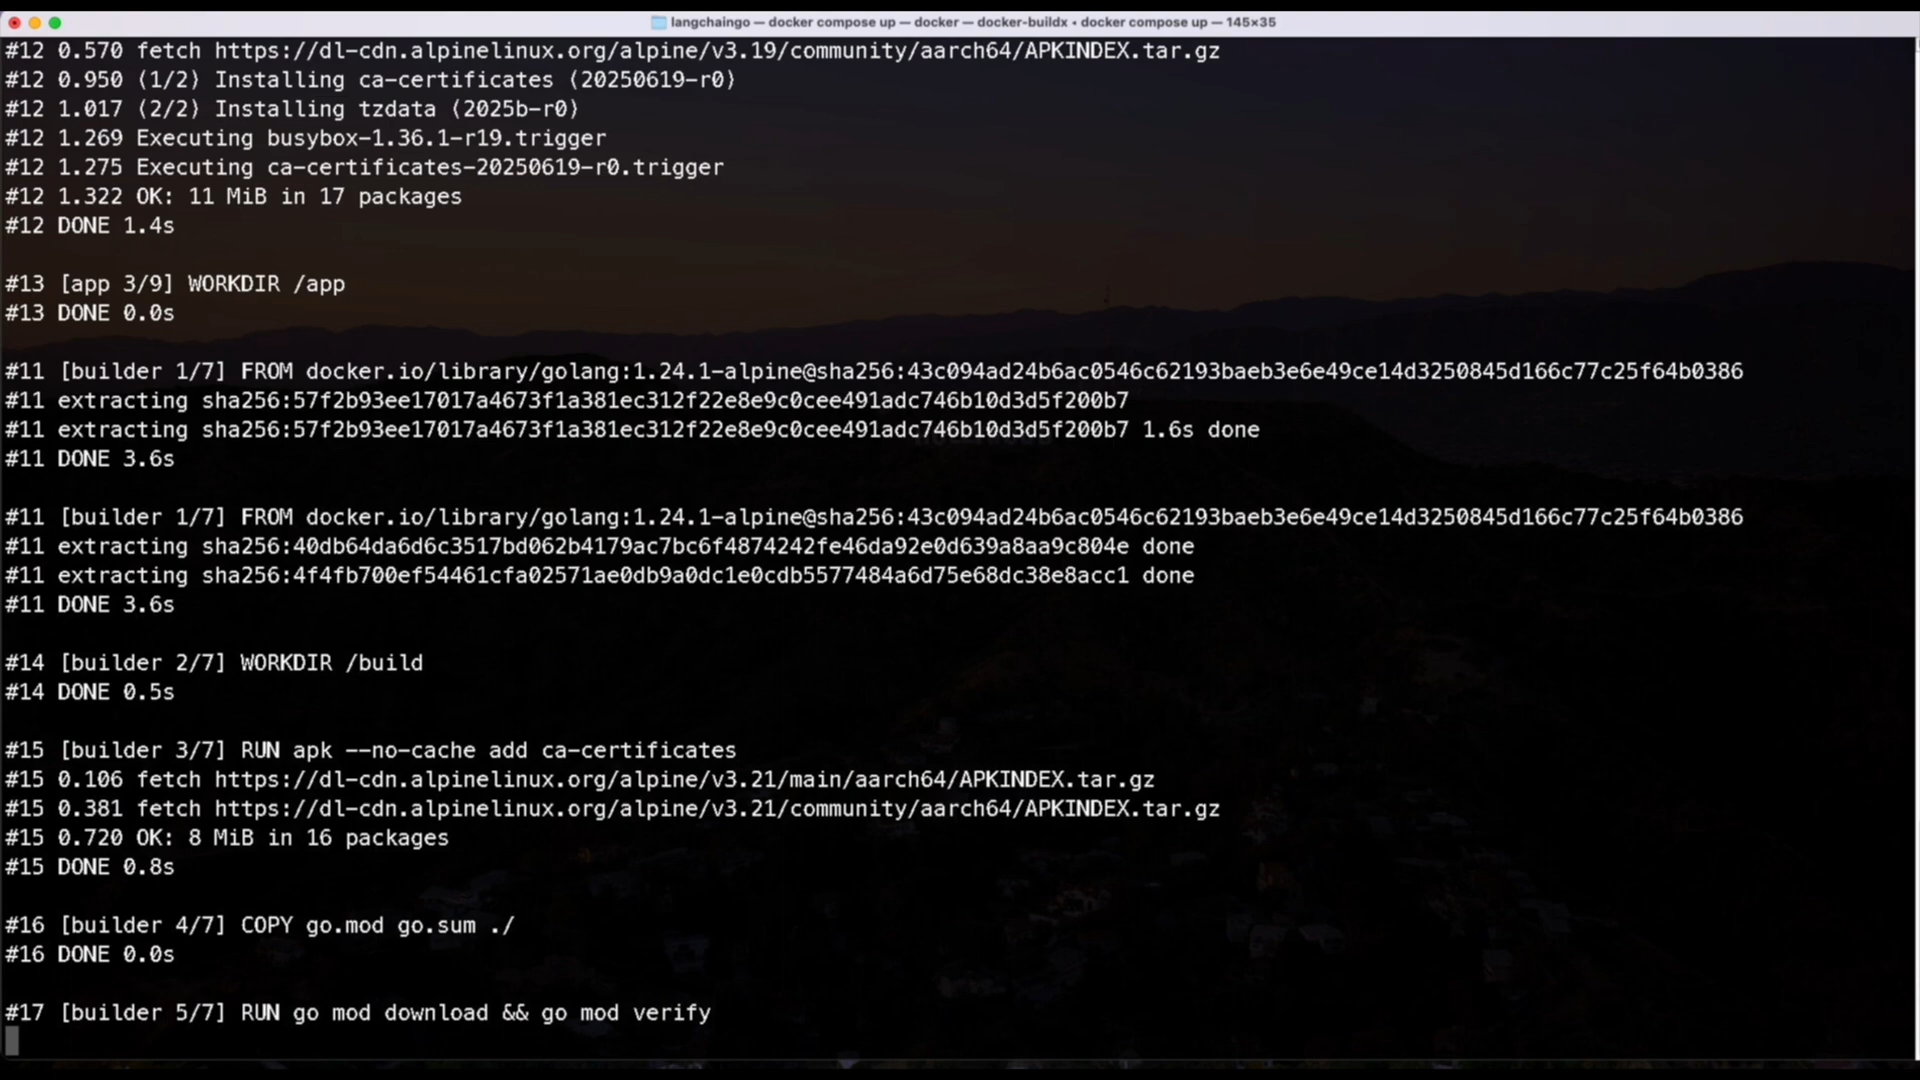 langchaingo — docker compose up — docker — docker-buildx • docker compose up — 145×35
#12 0.570 fetch https://dl-cdn.alpinelinux.org/alpine/v3.19/community/aarch64/APKINDEX.tar.gz
#12 0.950 (1/2) Installing ca-certificates (20250619-r0)
#12 1.017 (2/2) Installing tzdata (2025b-r0)
#12 1.269 Executing busybox-1.36.1-r19.trigger
#12 1.275 Executing ca-certificates-20250619-r0.trigger
#12 1.322 OK: 11 MiB in 17 packages
#12 DONE 1.4s
#13 [app 3/9] WORKDIR /app
#13 DONE 0.0s
#11 [builder 1/7] FROM docker.io/library/golang:1.24.1-alpine@sha256:43c094ad24b6ac0546c62193baeb3e6e49ce14d3250845d166c77c25f64b0386
#11 extracting sha256:57f2b93ee17017a4673f1a381ec312f22e8e9c0cee491adc746b10d3d5f200b7
#11 extracting sha256:57f2b93ee17017a4673f1a381ec312f22e8e9c0cee491adc746b10d3d5f200b7 1.6s done
#11 DONE 3.6s
#11 [builder 1/7] FROM docker.io/library/golang:1.24.1-alpine@sha256:43c094ad24b6ac0546c62193baeb3e6e49ce14d3250845d166c77c25f64b0386
#11 extracting sha256:40db64da6d6c3517bd062b4179ac7bc6f4874242fe46da92e0d639a8aa9c804e done
#11 extracting sha256:4f4fb700ef54461cfa02571ae0db9a0dc1e0cdb5577484a6d75e68dc38e8acc1 done
#11 DONE 3.6s
#14 [builder 2/7] WORKDIR /build
#14 DONE 0.5s
#15 [builder 3/7] RUN apk --no-cache add ca-certificates
#15 0.106 fetch https://dl-cdn.alpinelinux.org/alpine/v3.21/main/aarch64/APKINDEX.tar.gz
#15 0.381 fetch https://dl-cdn.alpinelinux.org/alpine/v3.21/community/aarch64/APKINDEX.tar.gz
#15 0.720 OK: 8 MiB in 16 packages
#15 DONE 0.8s
#16 [builder 4/7] COPY go.mod go.sum ./
#16 DONE 0.0s
#17 [builder 5/7] RUN go mod download && go mod verify